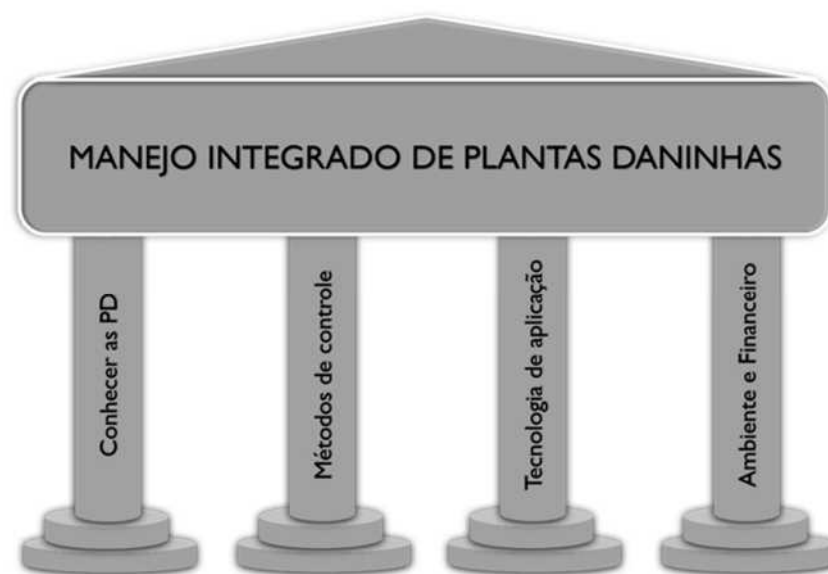 MANEJO INTEGRADO DE PLANTAS DANINHAS
Conhecer as PD
Métodos de controle
Tecnologia de aplicação
Ambiente e Financeiro